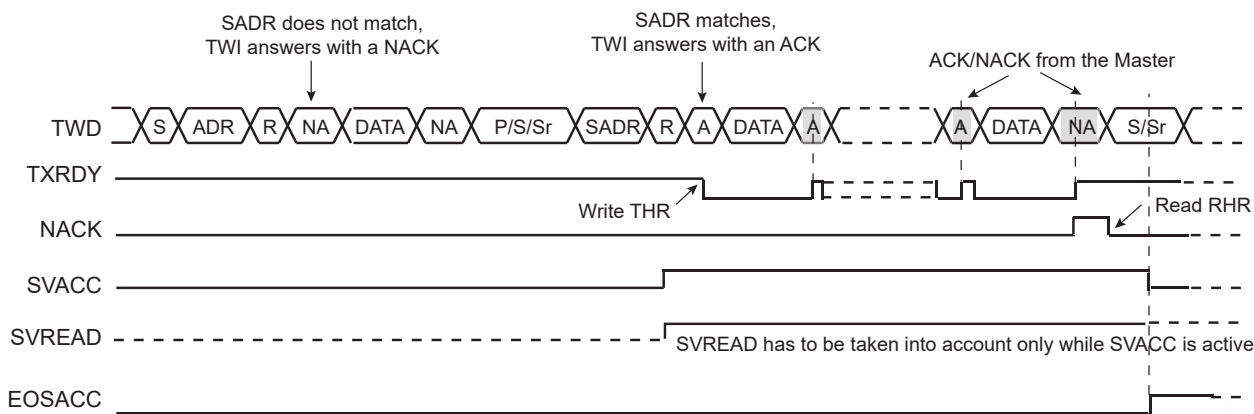 SADR does not match,
TWI answers with a NACK
SADR matches,
TWI answers with an ACK
ACK/NACK from the Master
TWD S ADR R NA DATA NA P/S/Sr SADR R A DATA A A DATA NA S/Sr
TXRDY
Write THR
Read RHR
NACK
SVACC
SVREAD
SVREAD has to be taken into account only while SVACC is active
EOSACC